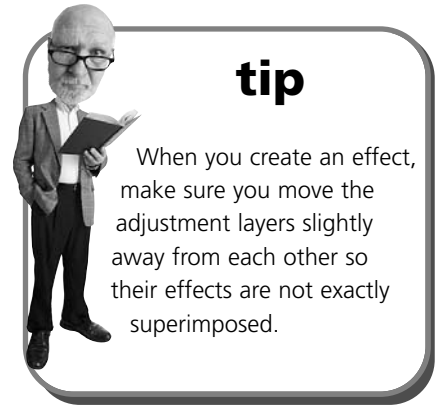 tip
When you create an effect,
make sure you move the
adjustment layers slightly
away from each other so
their effects are not exactly
superimposed.